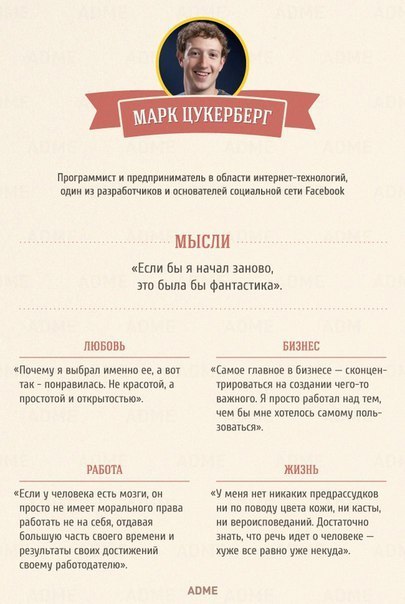 МАРК ЦУКЕРБЕРГ
Программист и предприниматель в области интернет-технологий,
один из разработчиков и основателей социальной сети Facebook
МЫСЛИ
«Если бы я начал заново,
это была бы фантастика».
ЛЮБОВЬ
«Почему я выбрал именно ее, а вот
так - понравилась. Не красотой, а
простотой и открытостью».
БИЗНЕС
«Самое главное в бизнесе — сконцен-
трироваться на создании чего-то
важного. Я просто работал над тем,
чем бы мне хотелось самому поль-
зоваться».
РАБОТА
«Если у человека есть мозги, он
просто не имеет морального права
работать не на себя, отдавая
большую часть своего времени и
результаты своих достижений
своему работодателю».
ЖИЗНЬ
«У меня нет никаких предрассудков
ни по поводу цвета кожи, ни касты,
ни вероисповеданий. Достаточно
знать, что речь идет о человеке —
хуже все равно уже некуда».
ADME